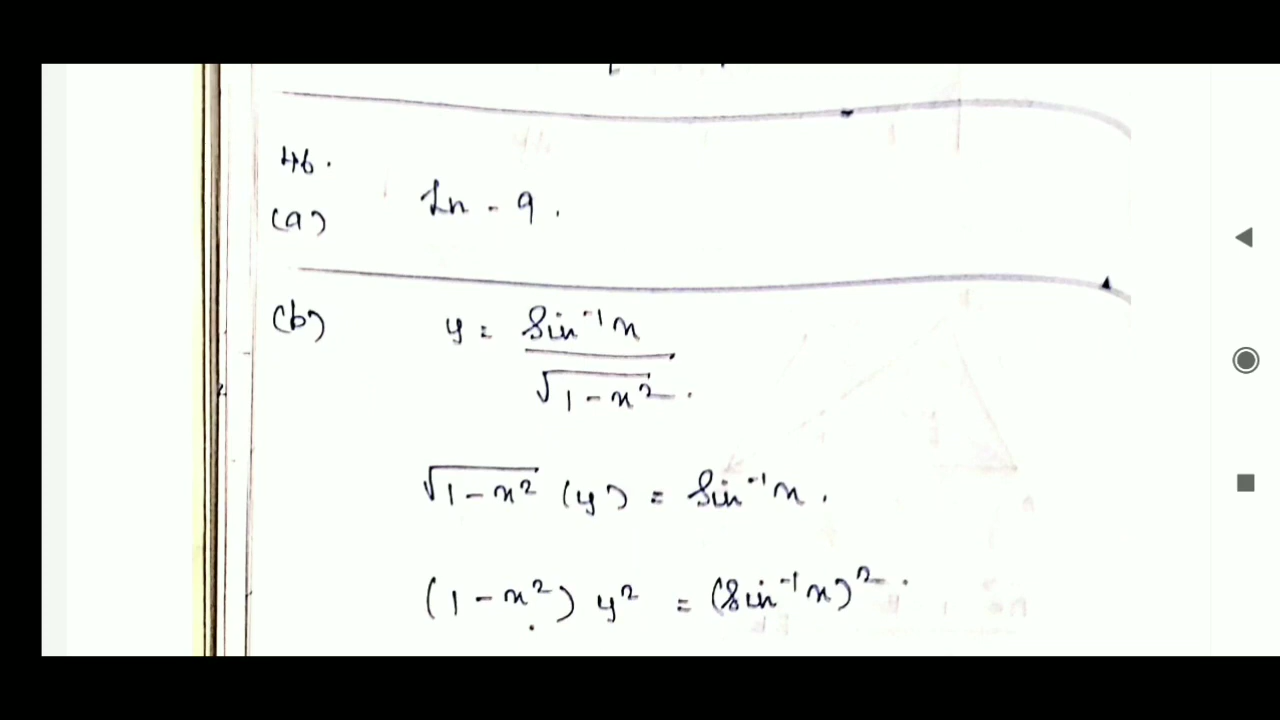 46.
(a) Ln - 9.
(b) y = sin⁻¹x / √1-x² .
√1-x² (y) = sin⁻¹x.
(1-x²) y² = (sin⁻¹x)² .